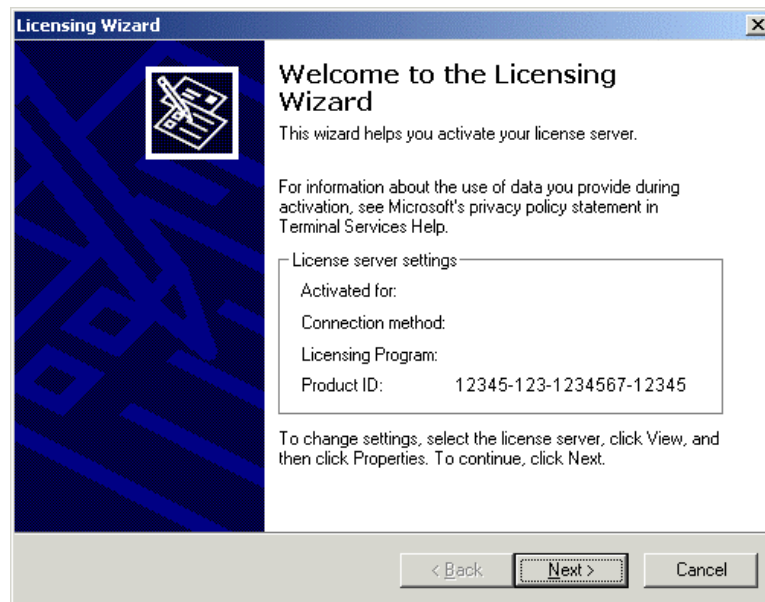 Licensing Wizard
Welcome to the Licensing
Wizard
This wizard helps you activate your license server.
For information about the use of data you provide during
activation, see Microsoft's privacy policy statement in
Terminal Services Help.
License server settings
Activated for:
Connection method:
Licensing Program:
Product ID: 12345-123-1234567-12345
To change settings, select the license server, click View, and
then click Properties. To continue, click Next.
< Back Next > Cancel